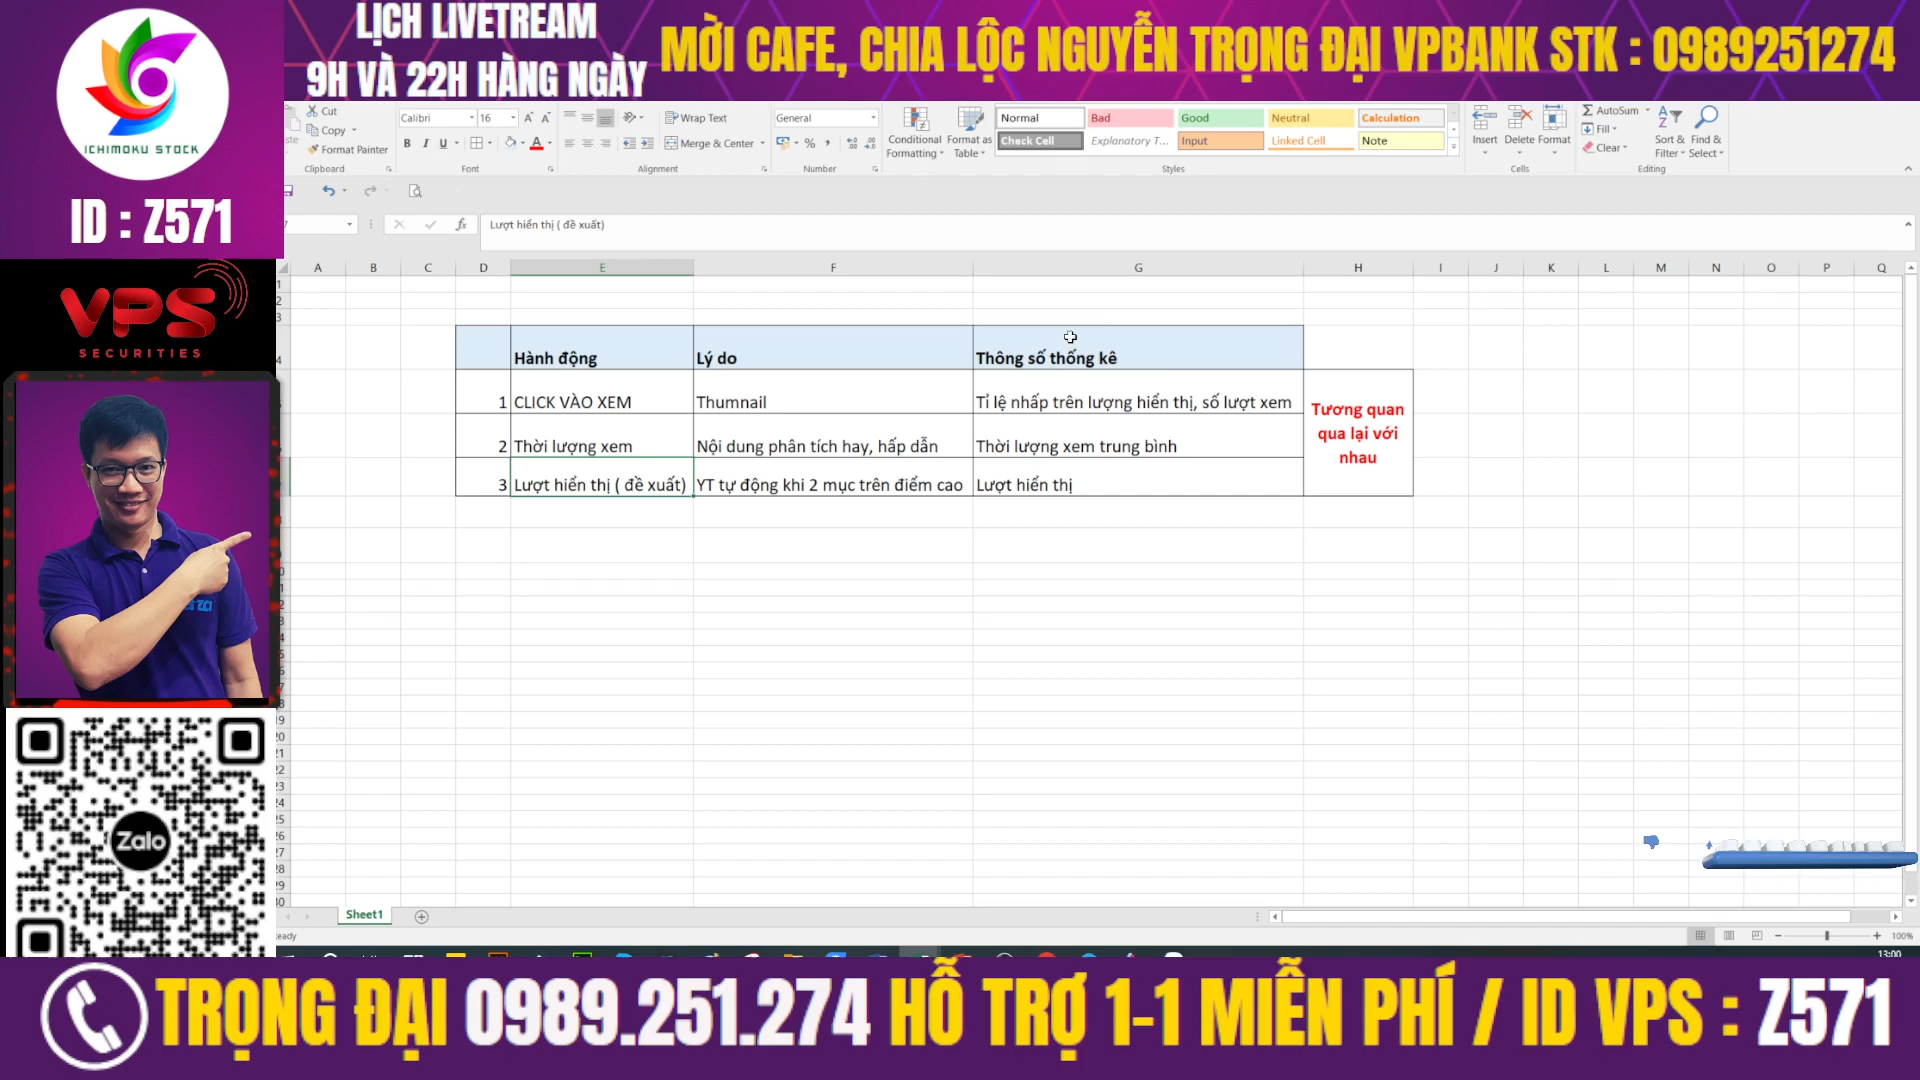 LỊCH LIVETREAM
9H VÀ 22H HÀNG NGÀY
MỜI CAFE, CHIA LỘC NGUYỄN TRỌNG ĐẠI VPBANK STK : 0989251274
ICHIMOKU STOCK
ID : Z571
VPS
SECURITIES
Zalo
Cut
Copy
Format Painter
Clipboard
Calibri
16
B I U
Font
Wrap Text
Merge & Center
Alignment
General
Number
Conditional Formatting
Format as Table
Normal
Bad
Good
Neutral
Calculation
Check Cell
Explanatory T...
Input
Linked Cell
Note
Styles
Insert
Delete
Format
Cells
AutoSum
Fill
Clear
Sort & Filter
Find & Select
Editing
fx
Lượt hiển thị ( đề xuất)
A B C D E F G H I J K L M N O P Q
Hành động Lý do Thông số thống kê
1 CLICK VÀO XEM Thumnail Tỉ lệ nhấp trên lượng hiển thị, số lượt xem
2 Thời lượng xem Nội dung phân tích hay, hấp dẫn Thời lượng xem trung bình
3 Lượt hiển thị ( đề xuất) YT tự động khi 2 mục trên điểm cao Lượt hiển thị
Tương quan
qua lại với
nhau
Sheet1
100%
13:00
TRỌNG ĐẠI 0989.251.274 HỖ TRỢ 1-1 MIỄN PHÍ / ID VPS : Z571